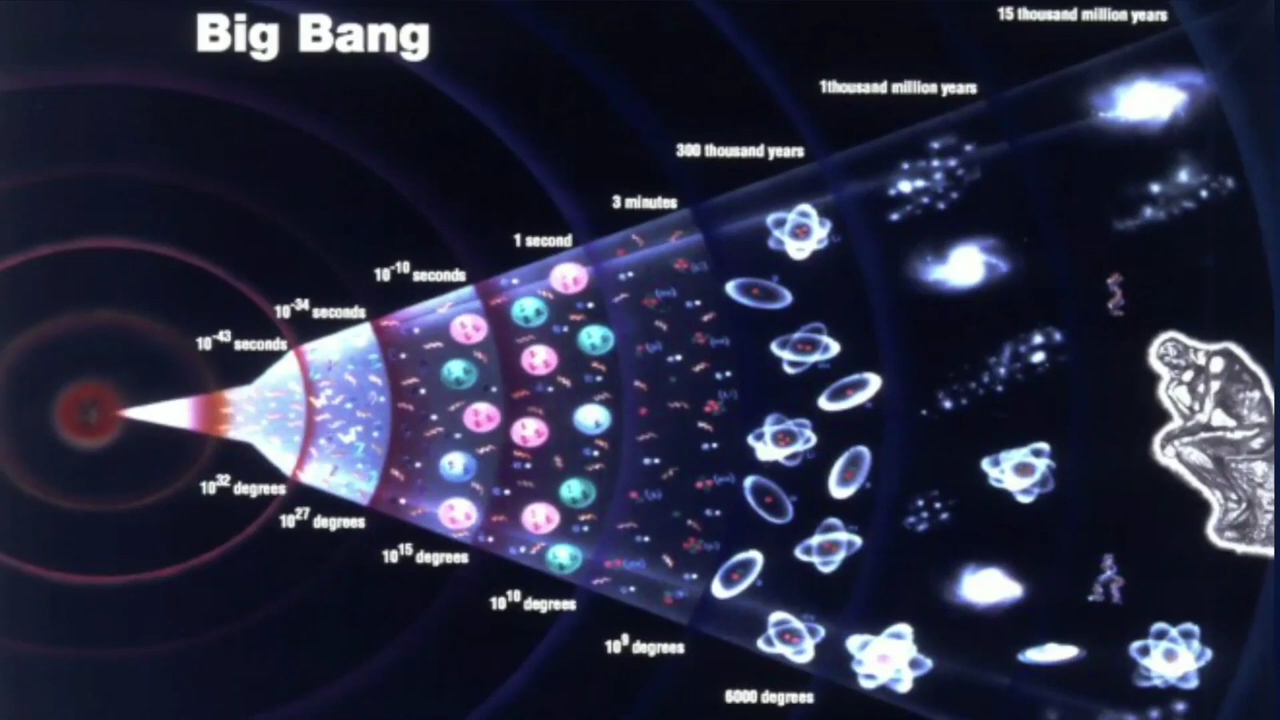 Big Bang
15 thousand million years
1thousand million years
300 thousand years
3 minutes
1 second
10⁻¹⁰ seconds
10⁻³⁴ seconds
10⁻⁴³ seconds
10³² degrees
10²⁷ degrees
10¹⁵ degrees
10¹⁰ degrees
10⁹ degrees
6000 degrees